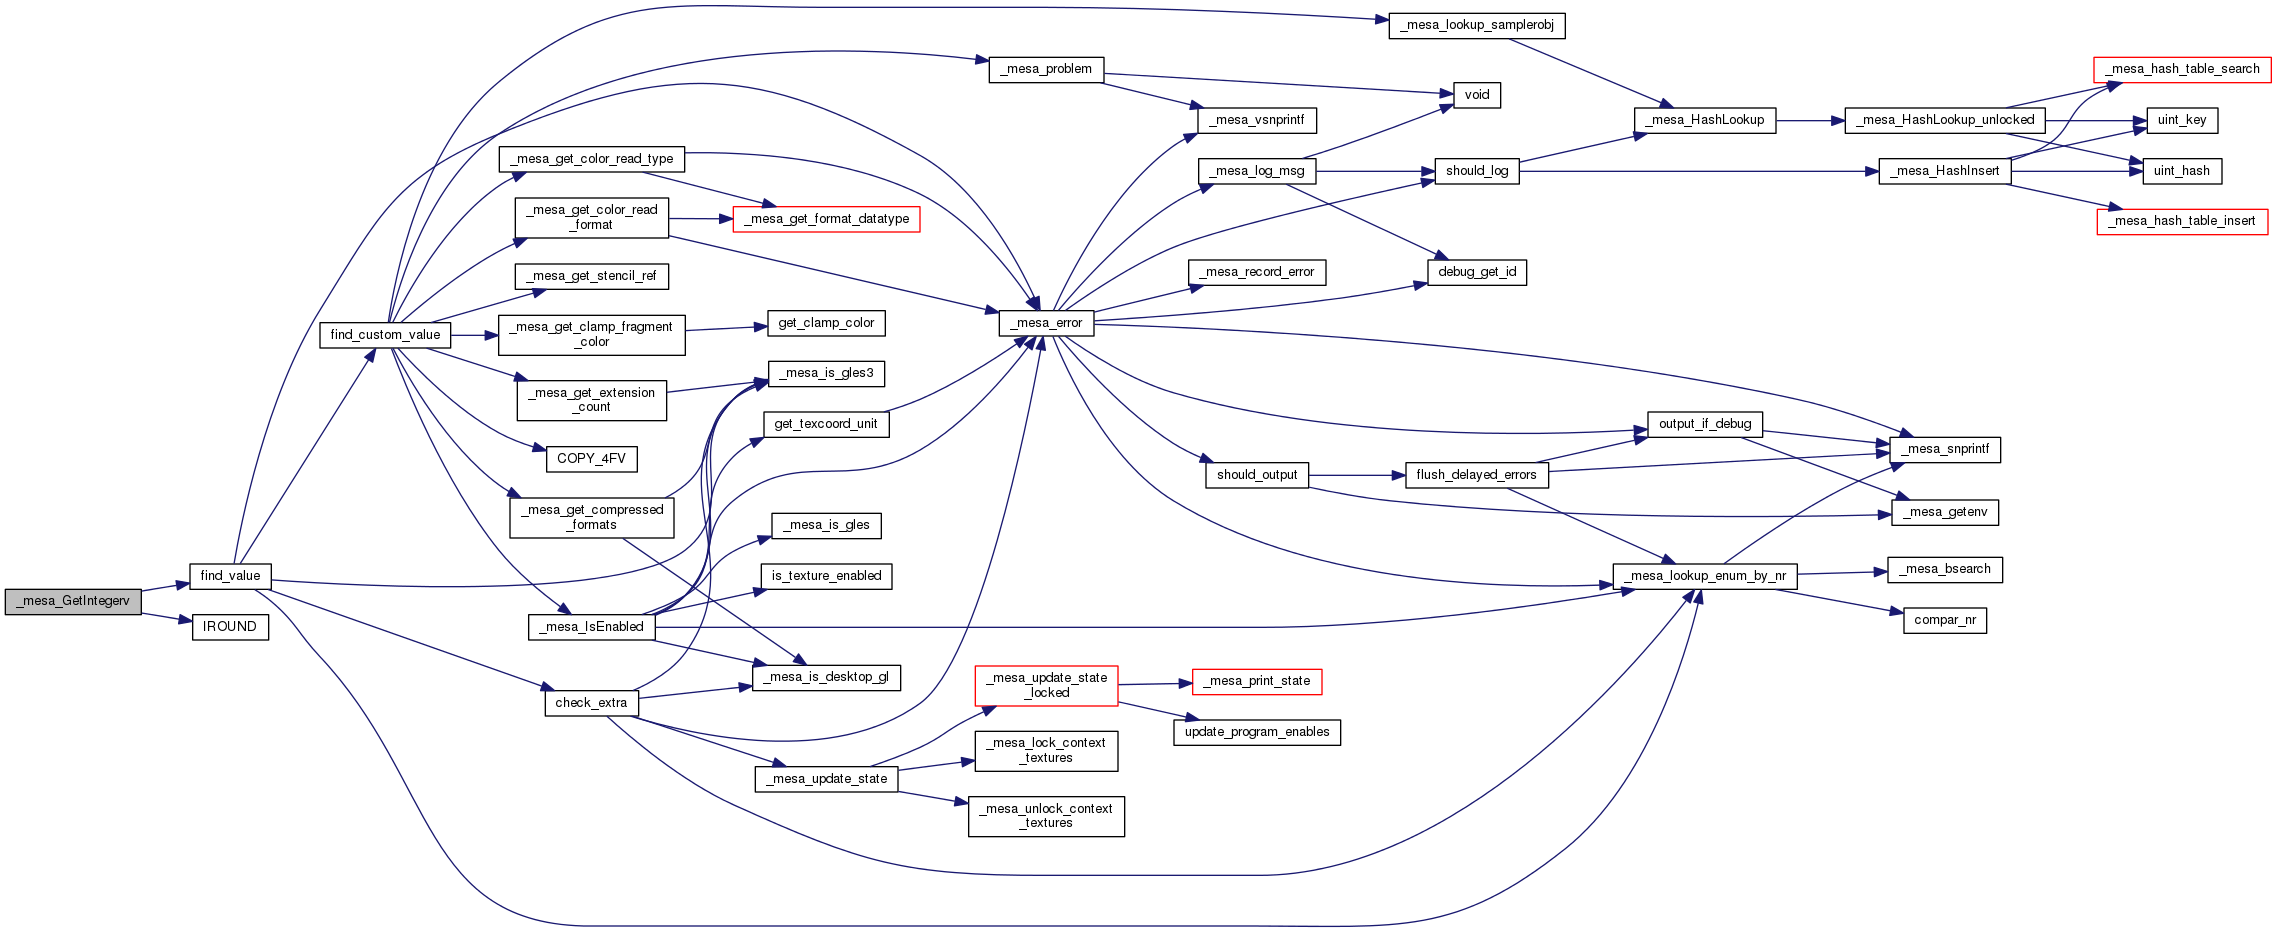 _mesa_GetIntegerv
find_value
IROUND
find_custom_value
_mesa_get_color_read_type
_mesa_get_color_read
_format
_mesa_get_stencil_ref
_mesa_get_clamp_fragment
_color
_mesa_get_extension
_count
COPY_4FV
_mesa_get_compressed
_formats
_mesa_IsEnabled
check_extra
_mesa_get_format_datatype
get_clamp_color
_mesa_is_gles3
get_texcoord_unit
_mesa_is_gles
is_texture_enabled
_mesa_is_desktop_gl
_mesa_update_state
_mesa_problem
_mesa_error
_mesa_update_state
_locked
_mesa_lock_context
_textures
_mesa_unlock_context
_textures
_mesa_vsnprintf
_mesa_log_msg
_mesa_record_error
should_output
_mesa_print_state
update_program_enables
_mesa_lookup_samplerobj
void
should_log
debug_get_id
flush_delayed_errors
_mesa_HashLookup
output_if_debug
_mesa_lookup_enum_by_nr
_mesa_HashLookup_unlocked
_mesa_HashInsert
_mesa_snprintf
_mesa_getenv
_mesa_bsearch
compar_nr
_mesa_hash_table_search
uint_key
uint_hash
_mesa_hash_table_insert